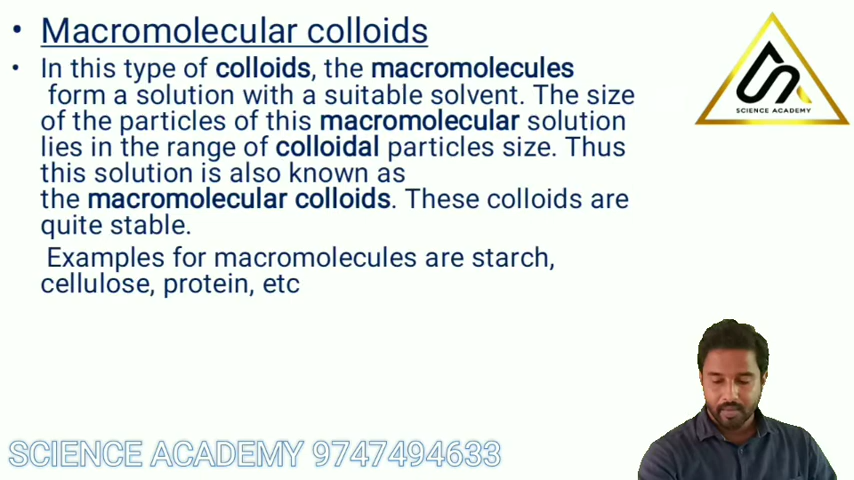 • Macromolecular colloids
• In this type of colloids, the macromolecules
form a solution with a suitable solvent. The size
of the particles of this macromolecular solution
lies in the range of colloidal particles size. Thus
this solution is also known as
the macromolecular colloids. These colloids are
quite stable.
Examples for macromolecules are starch,
cellulose, protein, etc
SCIENCE ACADEMY
SCIENCE ACADEMY 9747494633